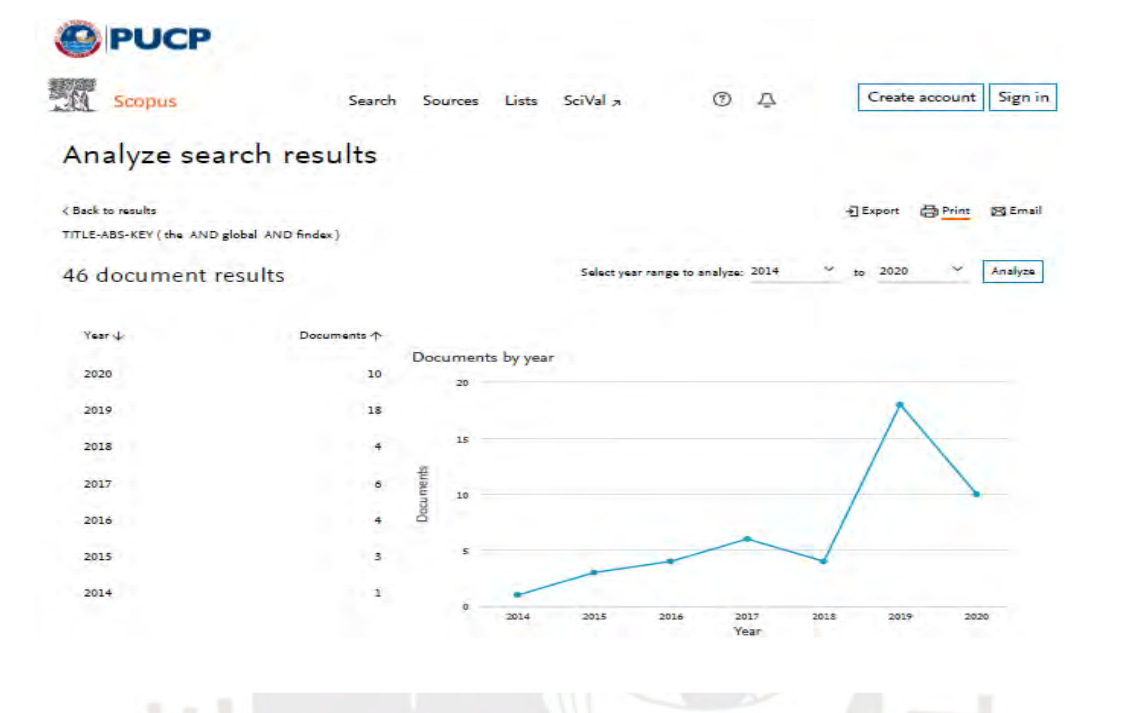 PUCP
Scopus Search Sources Lists SciVal ↗ Create account Sign in
Analyze search results
< Back to results Export Print Email
TITLE-ABS-KEY ( the AND global AND findex )
46 document results Select year range to analyze: 2014 to 2020 Analyze
Year ↓ Documents ↑
2020 10
2019 18
2018 4
2017 6
2016 4
2015 3
2014 1
Documents by year
20
15
10
5
0
Documents
2014 2015 2016 2017 2018 2019 2020
Year